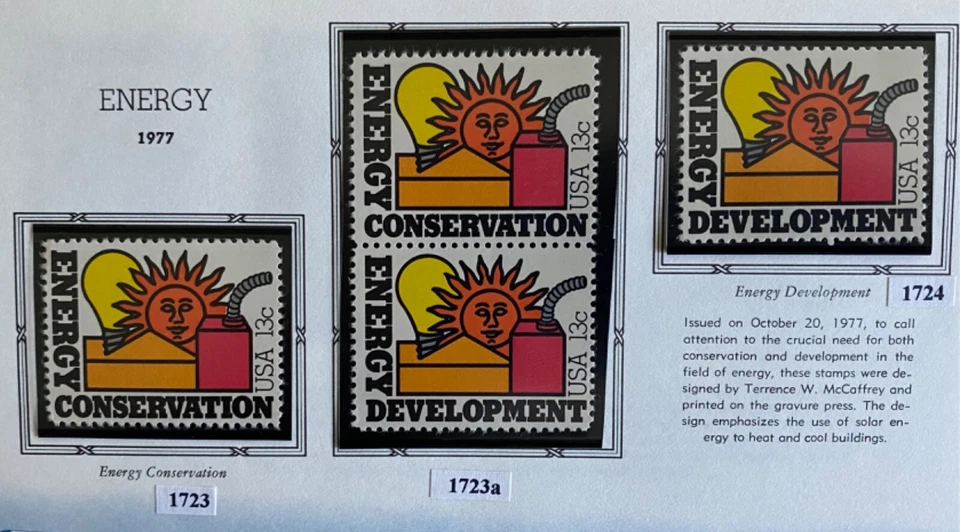 ENERGY
1977
ENERGY
USA 13c
CONSERVATION
Energy Conservation
1723
ENERGY
USA 13c
CONSERVATION
ENERGY
USA 13c
DEVELOPMENT
1723a
ENERGY
USA 13c
DEVELOPMENT
Energy Development
1724
Issued on October 20, 1977, to call
attention to the crucial need for both
conservation and development in the
field of energy, these stamps were de-
signed by Terrence W. McCaffrey and
printed on the gravure press. The de-
sign emphasizes the use of solar en-
ergy to heat and cool buildings.